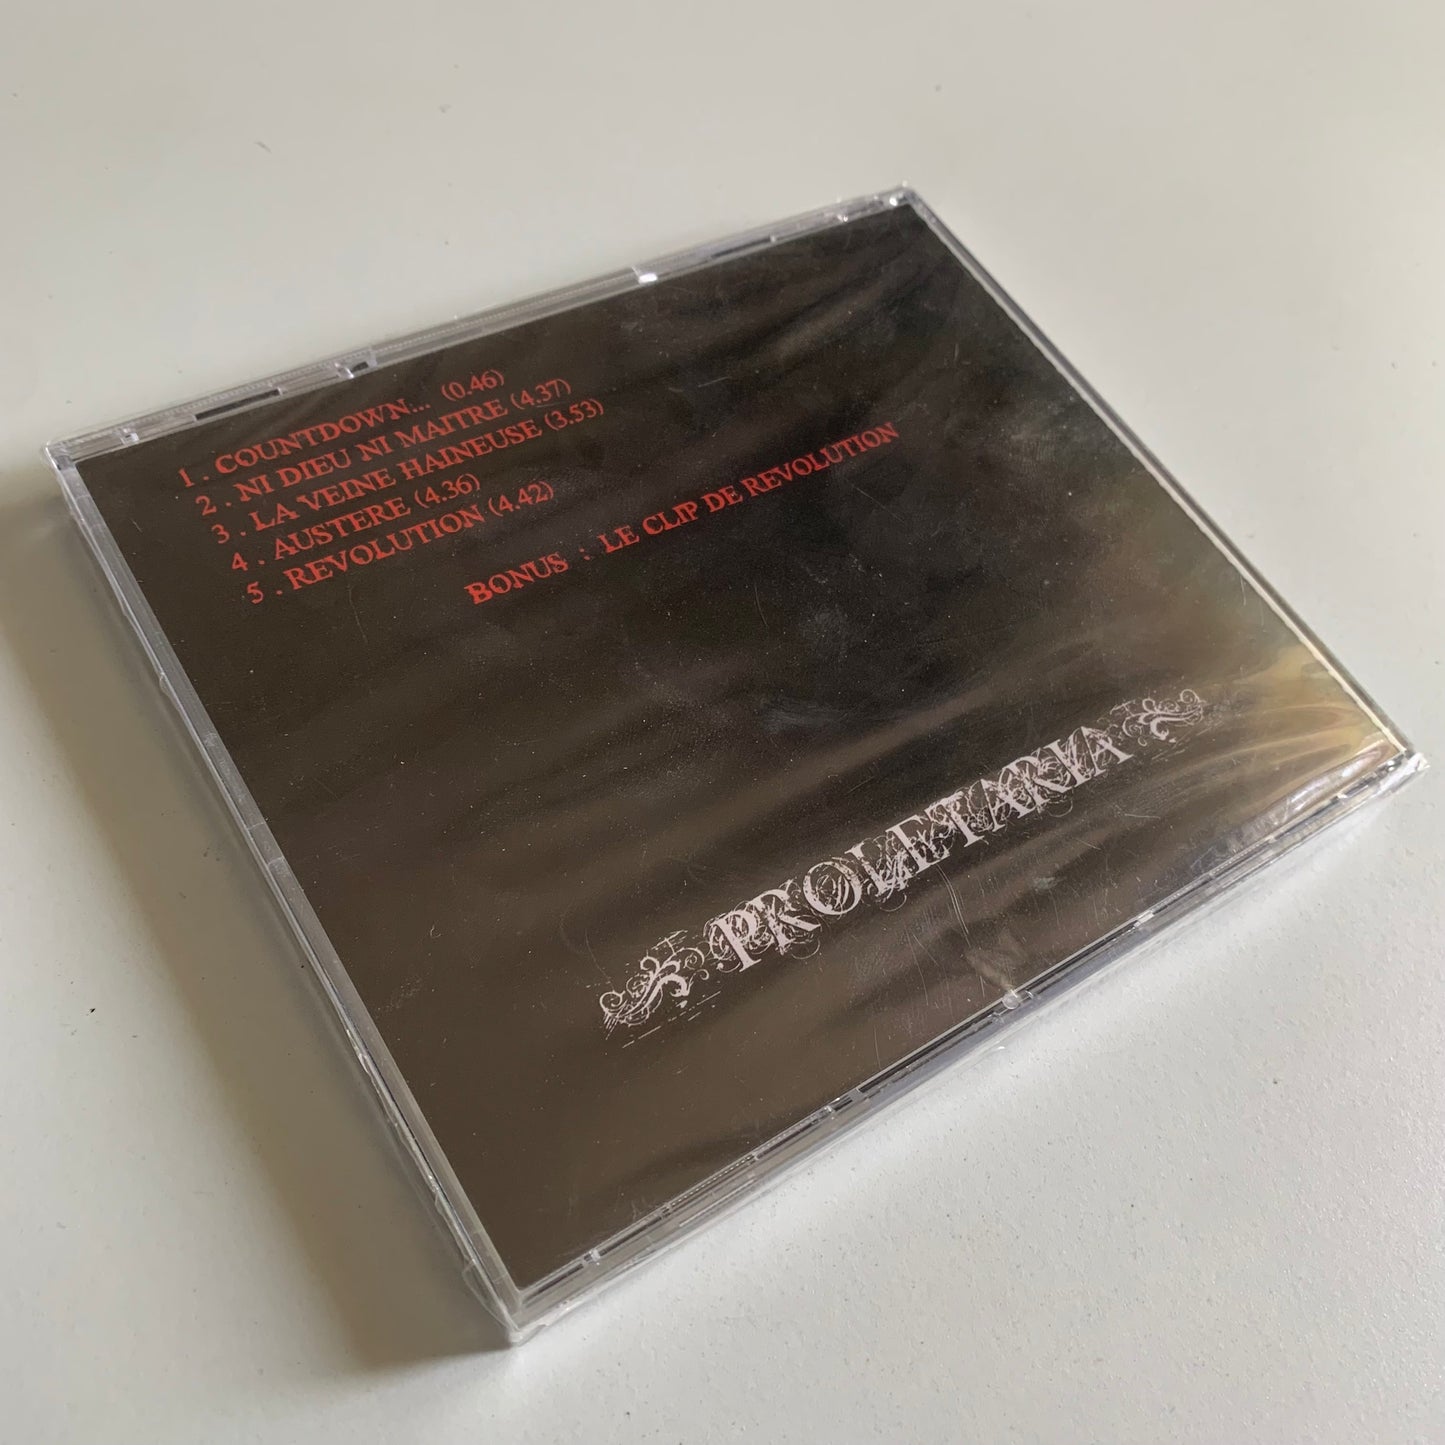 1 . COUNTDOWN... (0.46)
2 . NI DIEU NI MAITRE (4.37)
3 . LA VEINE HAINEUSE (3.53)
4 . AUSTERE (4.36)
5 . REVOLUTION (4.42)
BONUS : LE CLIP DE REVOLUTION
PROLETARIA